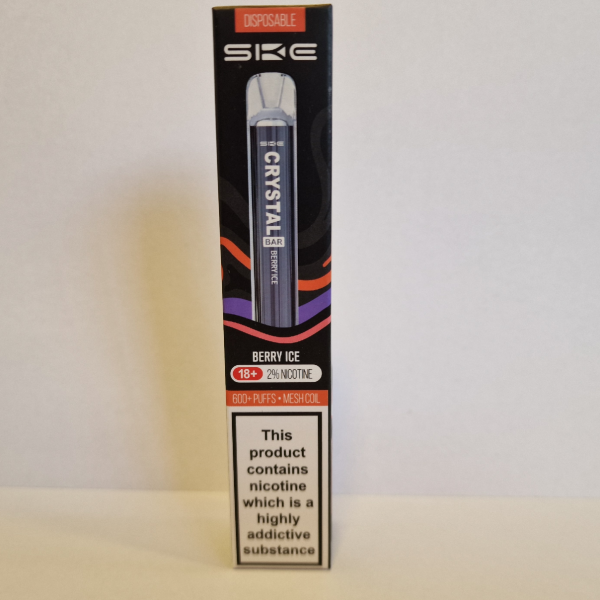 DISPOSABLE
SKE
SKE
CRYSTAL
BAR
BERRY ICE
BERRY ICE
18+ 2% NICOTINE
600+ PUFFS • MESH COIL
This
product
contains
nicotine
which is a
highly
addictive
substance